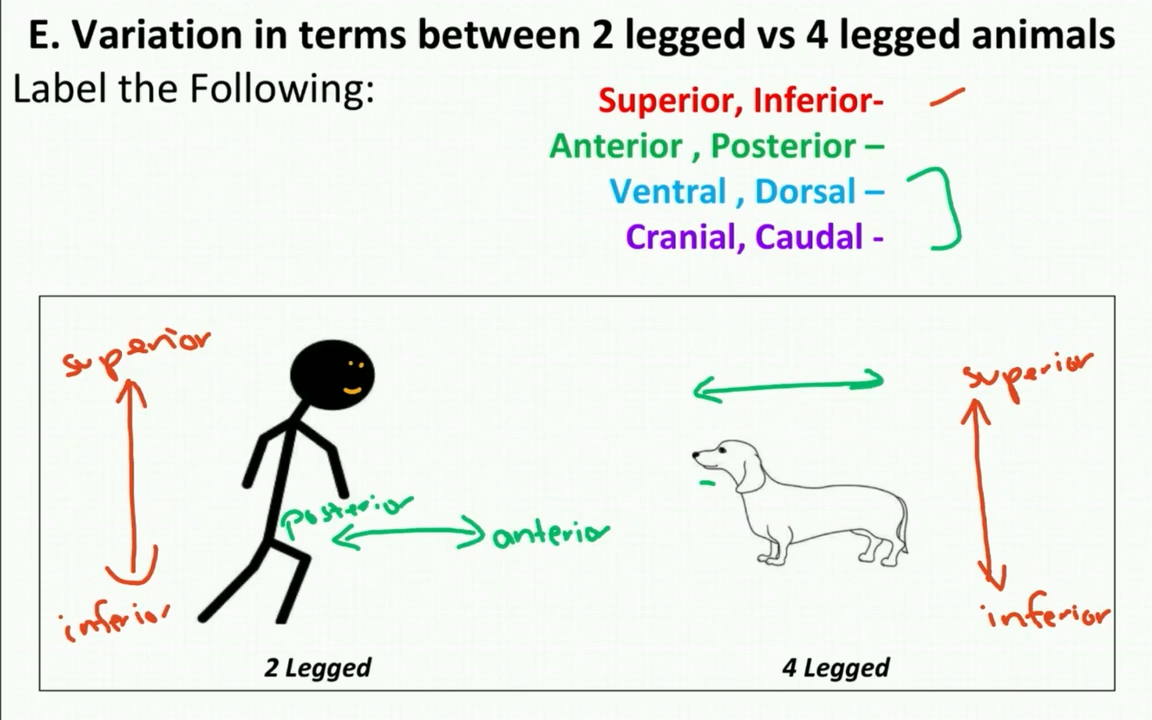 E. Variation in terms between 2 legged vs 4 legged animals
Label the Following:
Superior, Inferior-
Anterior , Posterior –
Ventral , Dorsal –
Cranial, Caudal -
superior
superior
posterior
anterior
inferior
inferior
2 Legged
4 Legged